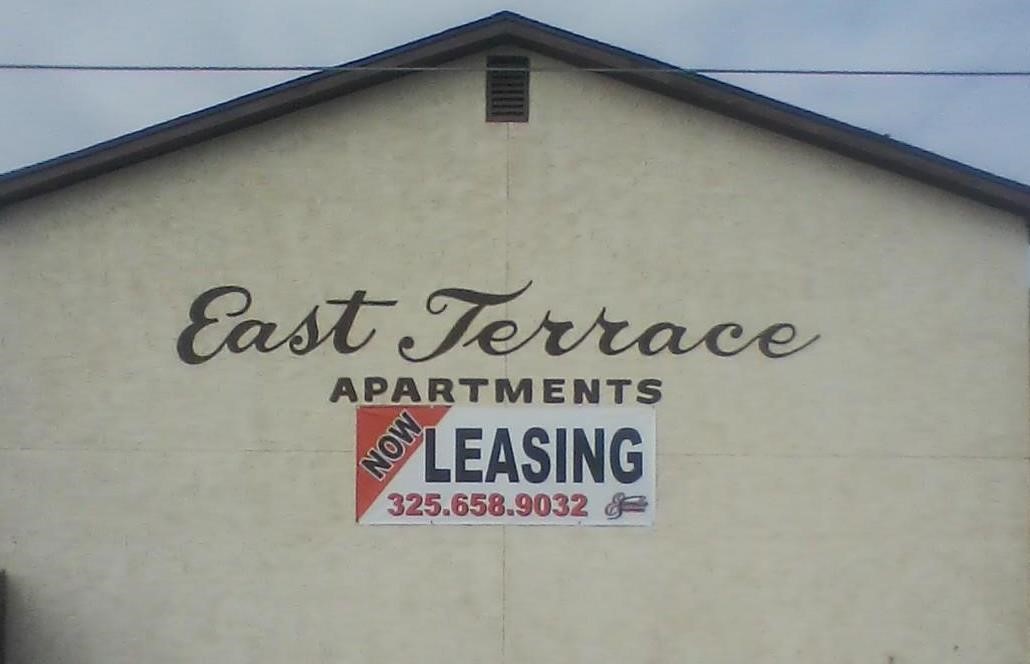 East Terrace
APARTMENTS
NOW
LEASING
325.658.9032